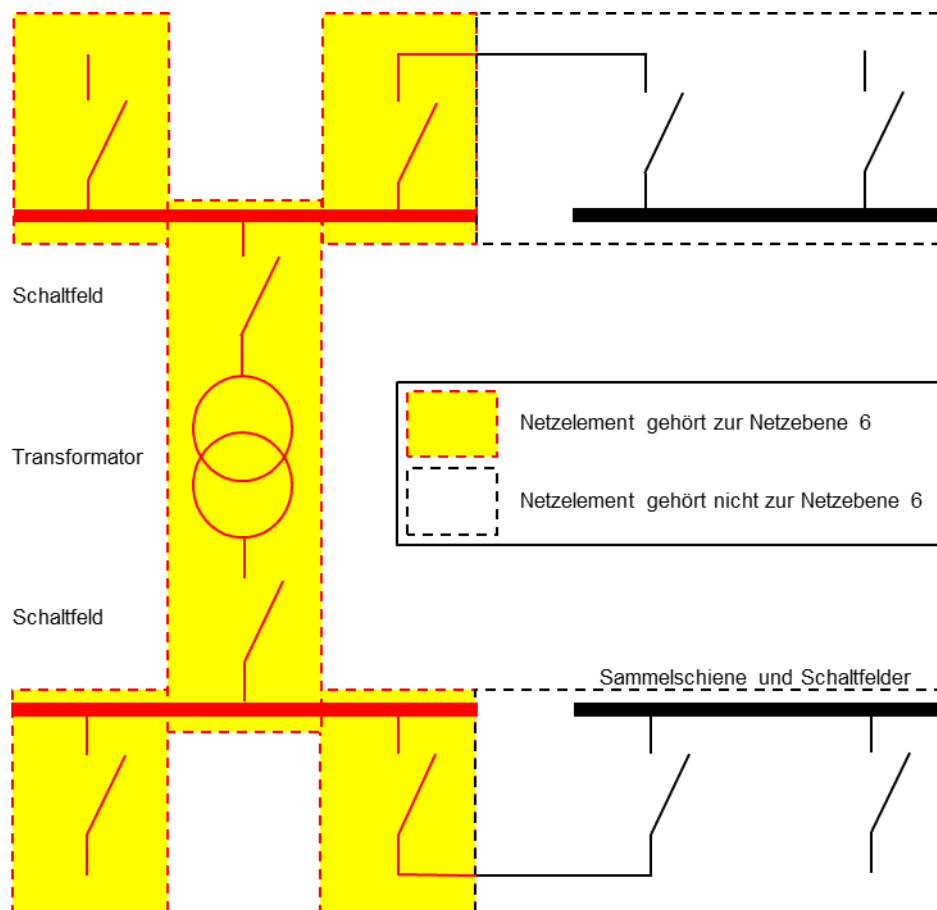 Schaltfeld
Transformator
Netzelement gehört zur Netzebene 6
Netzelement gehört nicht zur Netzebene 6
Schaltfeld
Sammelschiene und Schaltfelder